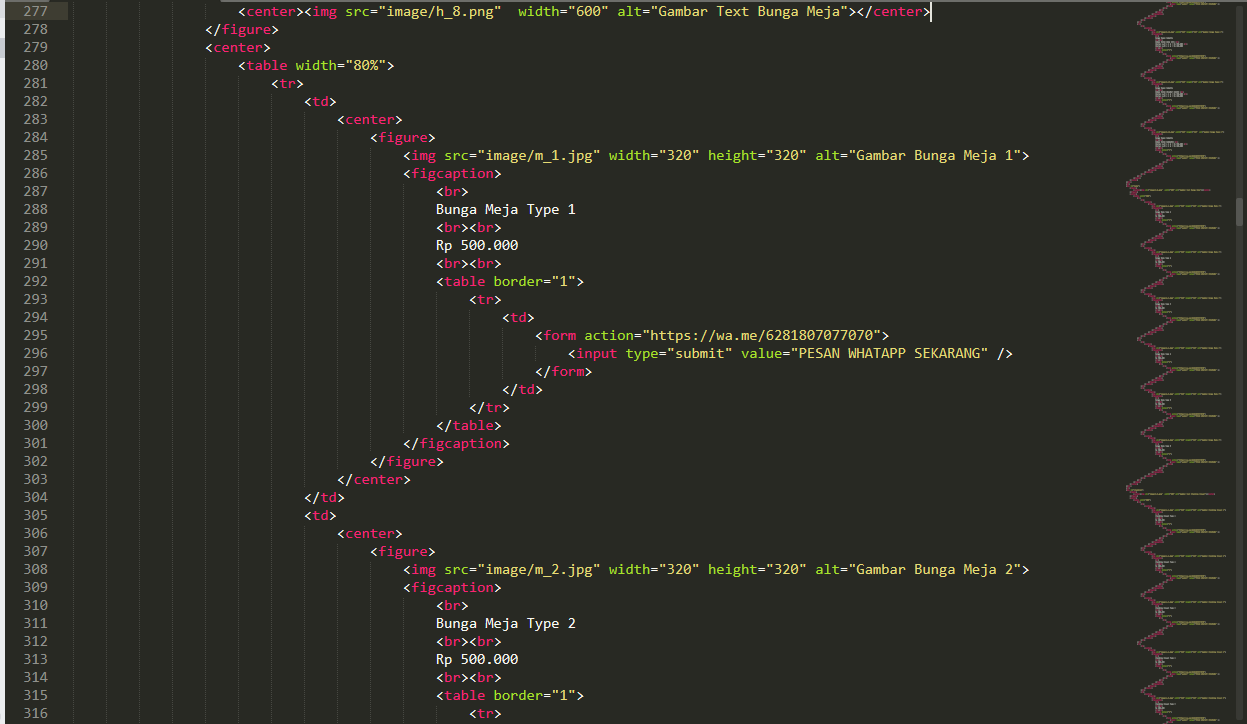 277 <center><img src="image/h_8.png"  width="600" alt="Gambar Text Bunga Meja"></center>
278 </figure>
279 <center>
280 <table width="80%">
281 <tr>
282 <td>
283 <center>
284 <figure>
285 <img src="image/m_1.jpg" width="320" height="320" alt="Gambar Bunga Meja 1">
286 <figcaption>
287 <br>
288 Bunga Meja Type 1
289 <br><br>
290 Rp 500.000
291 <br><br>
292 <table border="1">
293 <tr>
294 <td>
295 <form action="https://wa.me/6281807077070">
296 <input type="submit" value="PESAN WHATAPP SEKARANG" />
297 </form>
298 </td>
299 </tr>
300 </table>
301 </figcaption>
302 </figure>
303 </center>
304 </td>
305 <td>
306 <center>
307 <figure>
308 <img src="image/m_2.jpg" width="320" height="320" alt="Gambar Bunga Meja 2">
309 <figcaption>
310 <br>
311 Bunga Meja Type 2
312 <br><br>
313 Rp 500.000
314 <br><br>
315 <table border="1">
316 <tr>